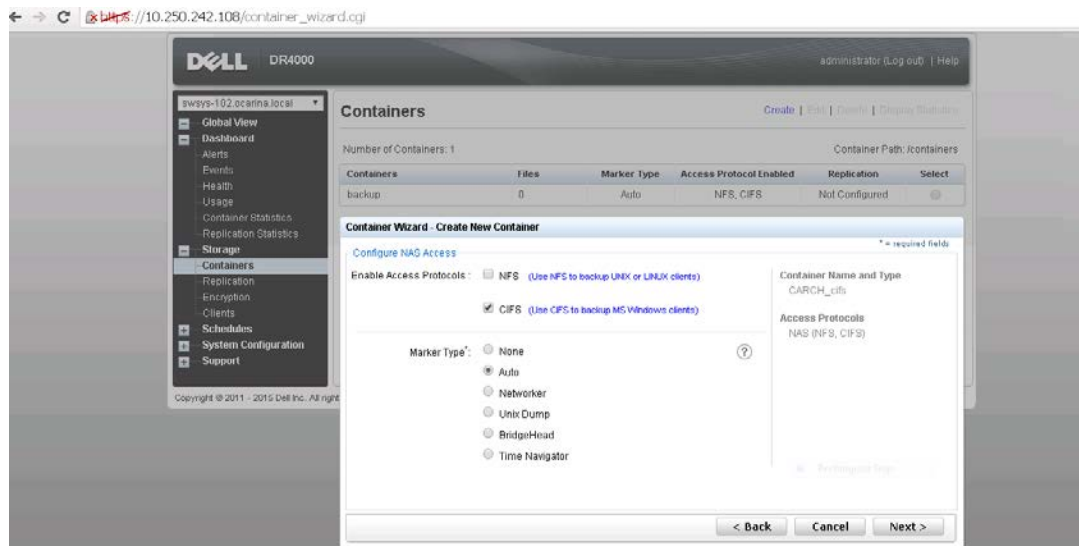 https://10.250.242.108/container_wizard.cgi
DELL DR4000
administrator (Log out) | Help
swsys-102.ocarina.local
Global View
Dashboard
Alerts
Events
Health
Usage
Container Statistics
Replication Statistics
Storage
Containers
Replication
Encryption
Clients
Schedules
System Configuration
Support
Copyright © 2011 - 2015 Dell Inc. All right
Containers
Create | Edit | Delete | Display Statistics
Number of Containers: 1
Container Path: /containers
Containers Files Marker Type Access Protocol Enabled Replication Select
backup 0 Auto NFS, CIFS Not Configured
Container Wizard - Create New Container
* = required fields
Configure NAS Access
Enable Access Protocols : NFS (Use NFS to backup UNIX or LINUX clients)
CIFS (Use CIFS to backup MS Windows clients)
Marker Type*: None
Auto
Networker
Unix Dump
BridgeHead
Time Navigator
?
Container Name and Type
CARCH_cifs
Access Protocols
NAS (NFS, CIFS)
< Back Cancel Next >